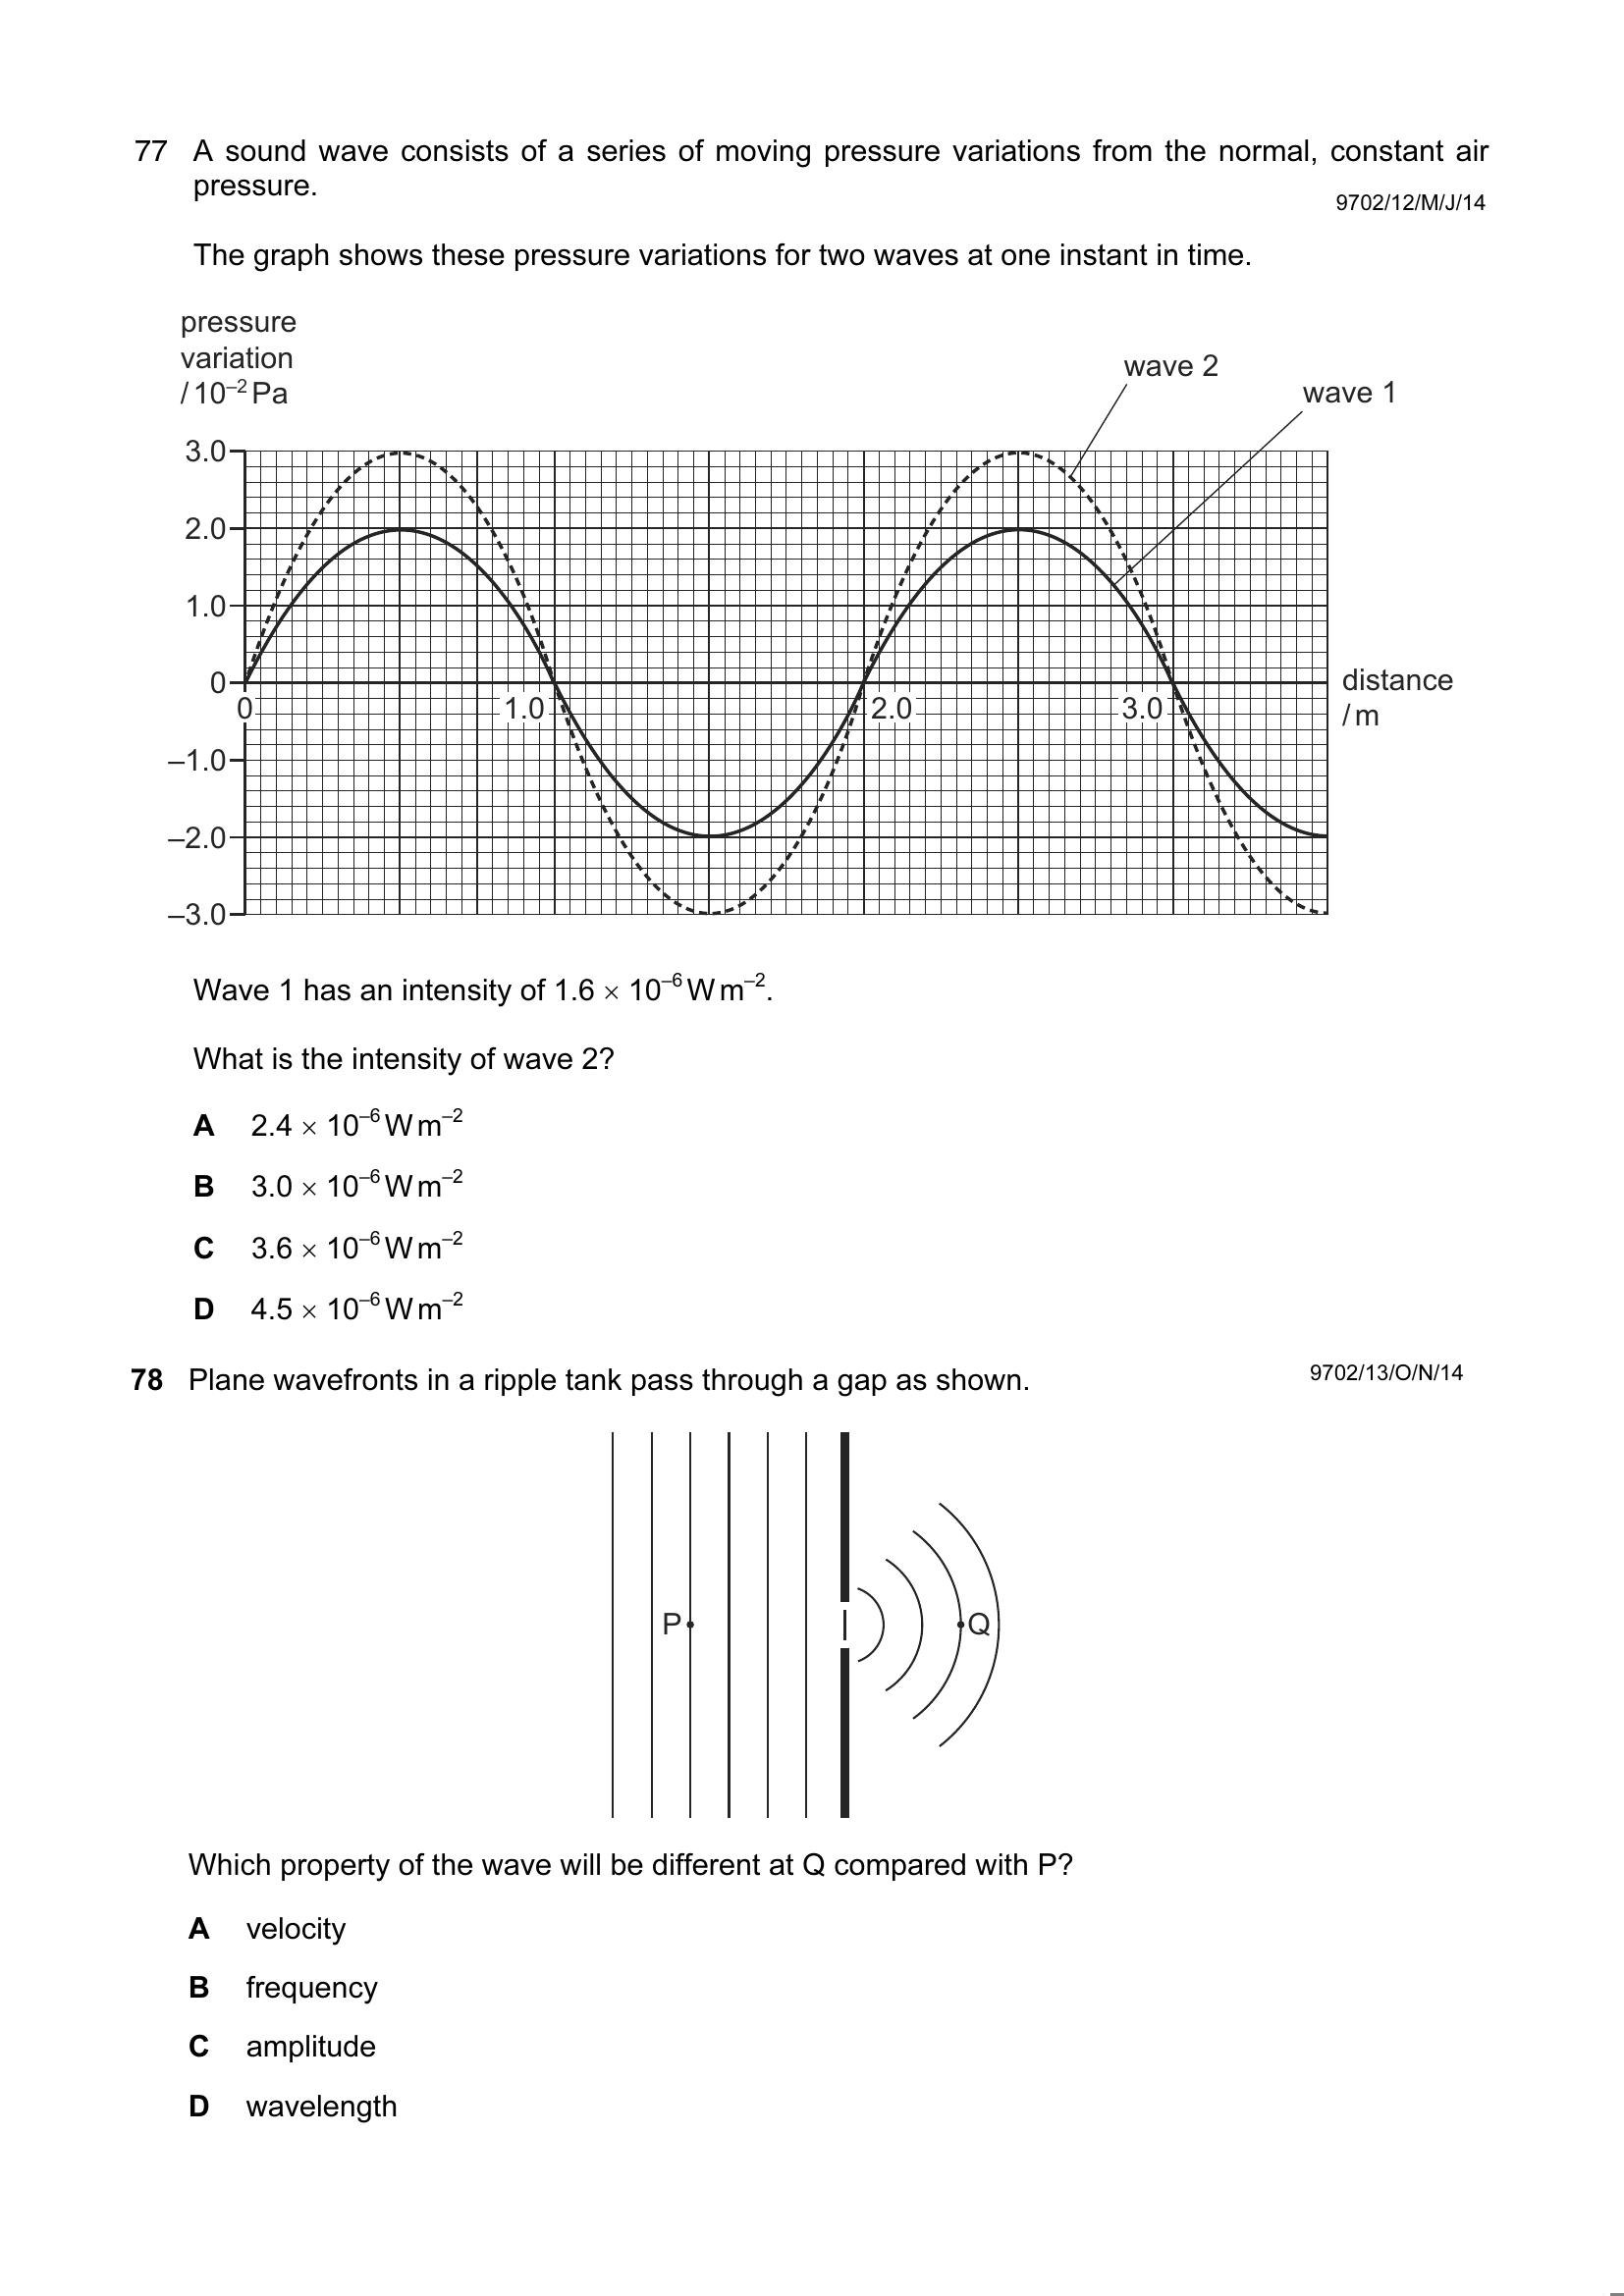 77 A sound wave consists of a series of moving pressure variations from the normal, constant air
pressure.
9702/12/M/J/14
The graph shows these pressure variations for two waves at one instant in time.
pressure
variation
/ 10⁻² Pa
wave 2
wave 1
3.0
2.0
1.0
0
0 1.0 2.0 3.0
distance
/ m
–1.0
–2.0
–3.0
Wave 1 has an intensity of 1.6 × 10⁻⁶ W m⁻².
What is the intensity of wave 2?
A 2.4 × 10⁻⁶ W m⁻²
B 3.0 × 10⁻⁶ W m⁻²
C 3.6 × 10⁻⁶ W m⁻²
D 4.5 × 10⁻⁶ W m⁻²
78 Plane wavefronts in a ripple tank pass through a gap as shown.
9702/13/O/N/14
P Q
Which property of the wave will be different at Q compared with P?
A velocity
B frequency
C amplitude
D wavelength